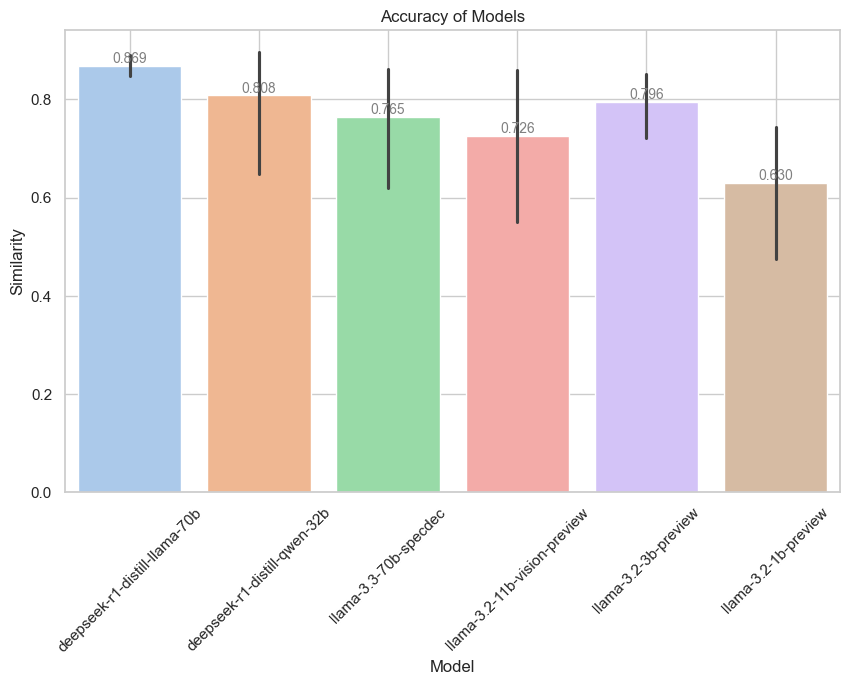 Accuracy of Models
Similarity
0.8
0.6
0.4
0.2
0.0
0.869
0.808
0.765
0.726
0.796
0.630
deepseek-r1-distill-llama-70b
deepseek-r1-distill-qwen-32b
llama-3.3-70b-specdec
llama-3.2-11b-vision-preview
llama-3.2-3b-preview
llama-3.2-1b-preview
Model